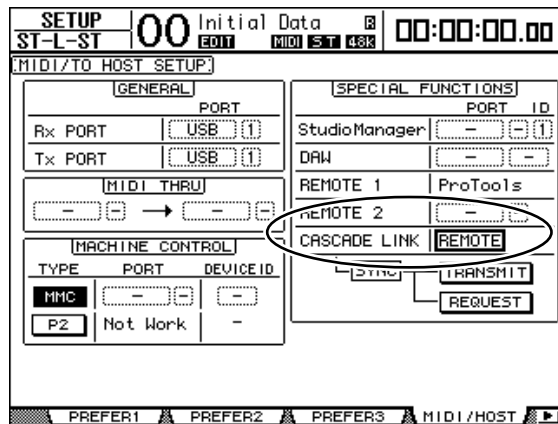 SETUP
ST-L-ST
00 Initial Data
EDIT MIDI ST 48K
00:00:00.00
MIDI/TO HOST SETUP
GENERAL
PORT
Rx PORT USB 1
Tx PORT USB 1
MIDI THRU
- - → - -
MACHINE CONTROL
TYPE PORT DEVICE ID
MMC - - -
P2 Not Work -
SPECIAL FUNCTIONS
PORT ID
StudioManager - - 1
DAW - -
REMOTE 1 ProTools
REMOTE 2 - -
CASCADE LINK REMOTE
SYNC TRANSMIT
REQUEST
PREFER1 PREFER2 PREFER3 MIDI/HOST